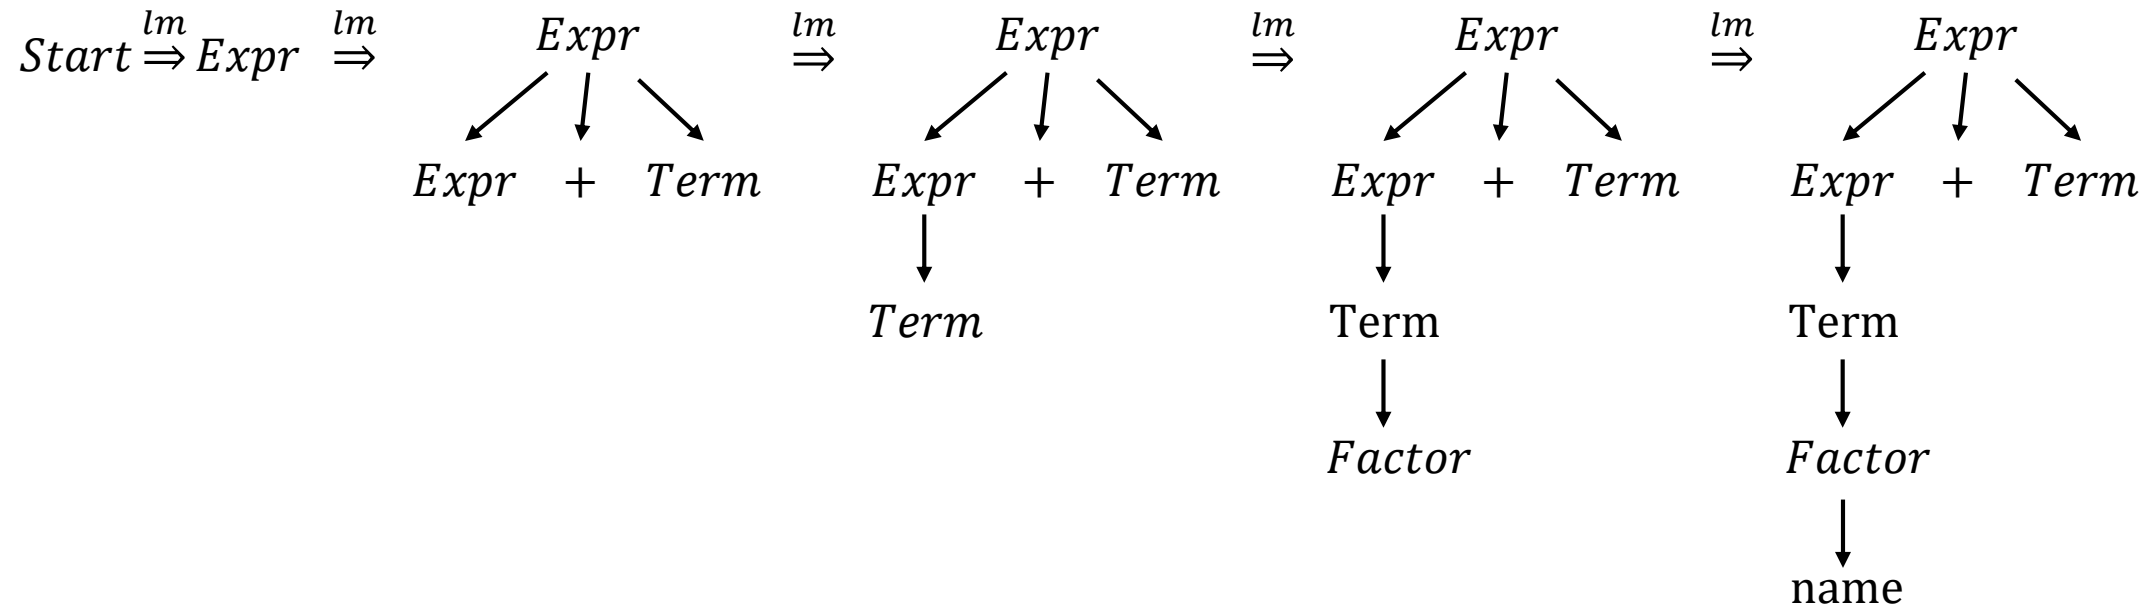 Start ⇒ Expr ⇒ Expr ⇒ Expr ⇒ Expr ⇒ Expr
lm lm lm lm lm
Expr + Term Expr + Term Expr + Term Expr + Term
Term Term Term
Factor Factor
name